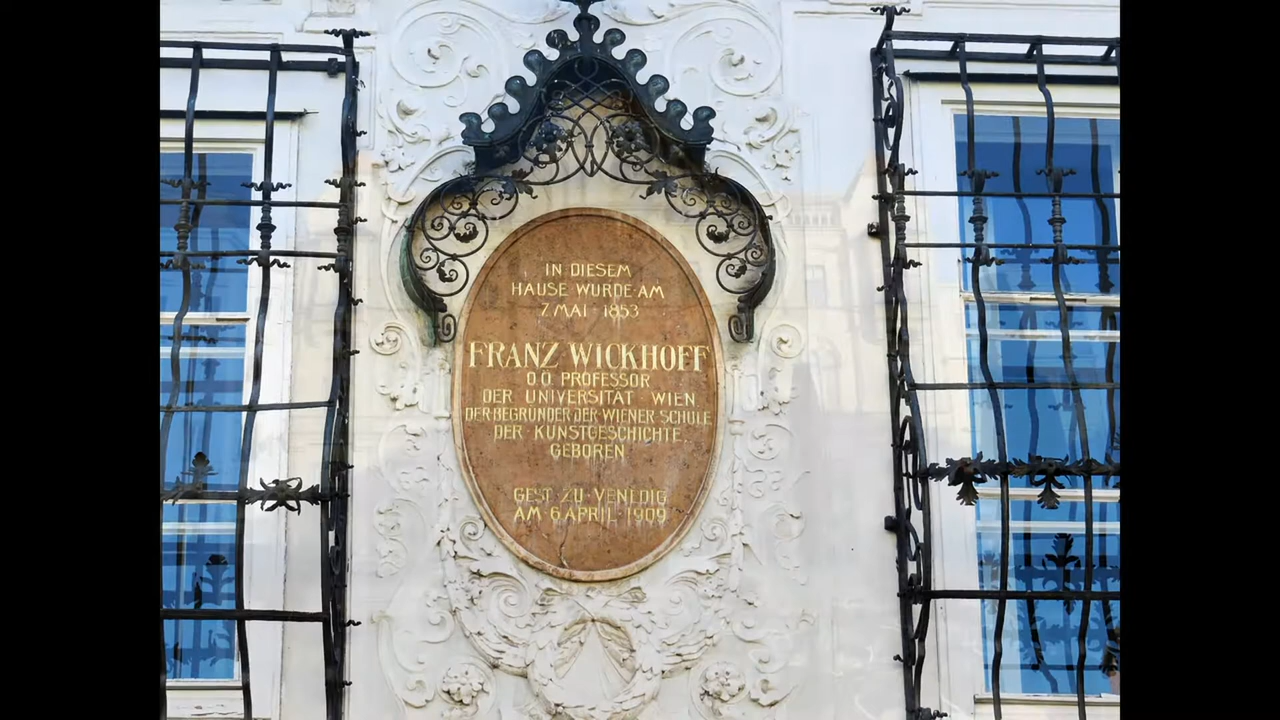 IN DIESEM
HAUSE WURDE AM
7 MAI · 1853
FRANZ WICKHOFF
O.Ö. PROFESSOR
DER UNIVERSITÄT WIEN
DER BEGRÜNDER DER WIENER SCHULE
DER KUNSTGESCHICHTE
GEBOREN
GEST ZU VENEDIG
AM 6 APRIL · 1909